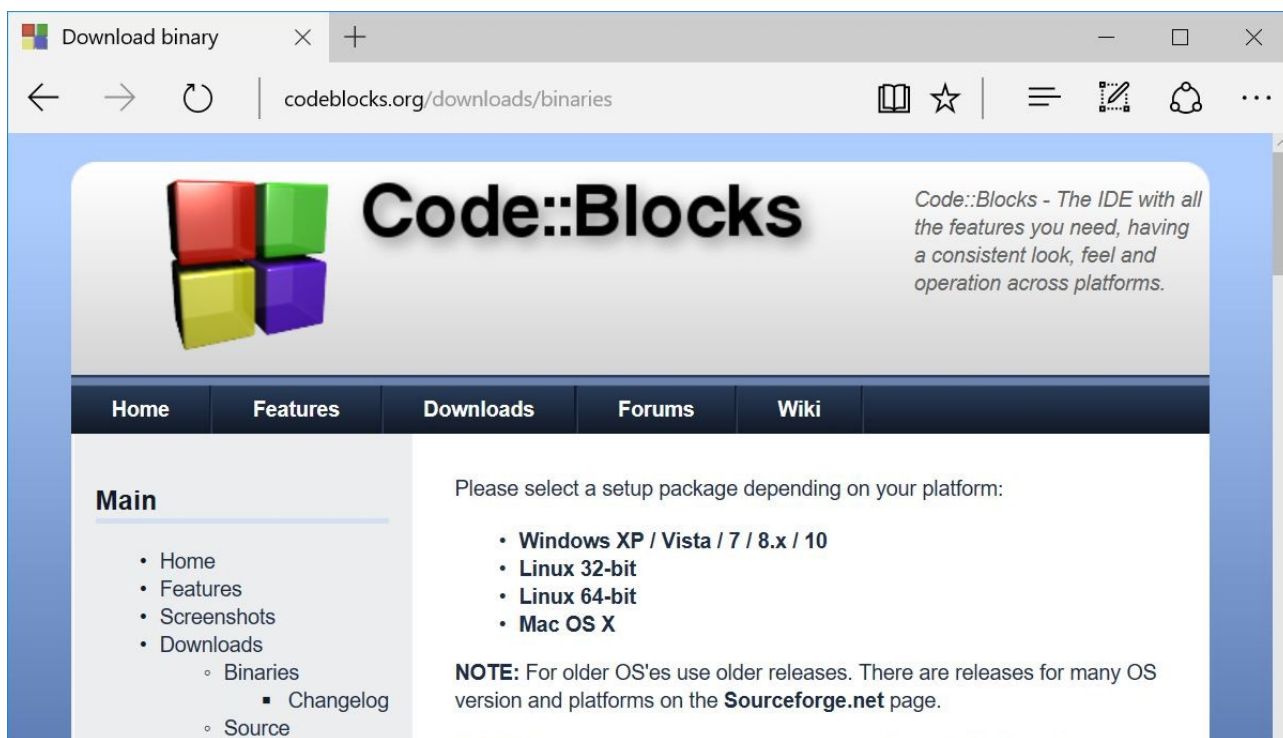 Download binary
codeblocks.org/downloads/binaries
Code::Blocks
Code::Blocks - The IDE with all
the features you need, having
a consistent look, feel and
operation across platforms.
Home Features Downloads Forums Wiki
Main
• Home
• Features
• Screenshots
• Downloads
◦ Binaries
▪ Changelog
◦ Source
Please select a setup package depending on your platform:
• Windows XP / Vista / 7 / 8.x / 10
• Linux 32-bit
• Linux 64-bit
• Mac OS X
NOTE: For older OS'es use older releases. There are releases for many OS
version and platforms on the Sourceforge.net page.